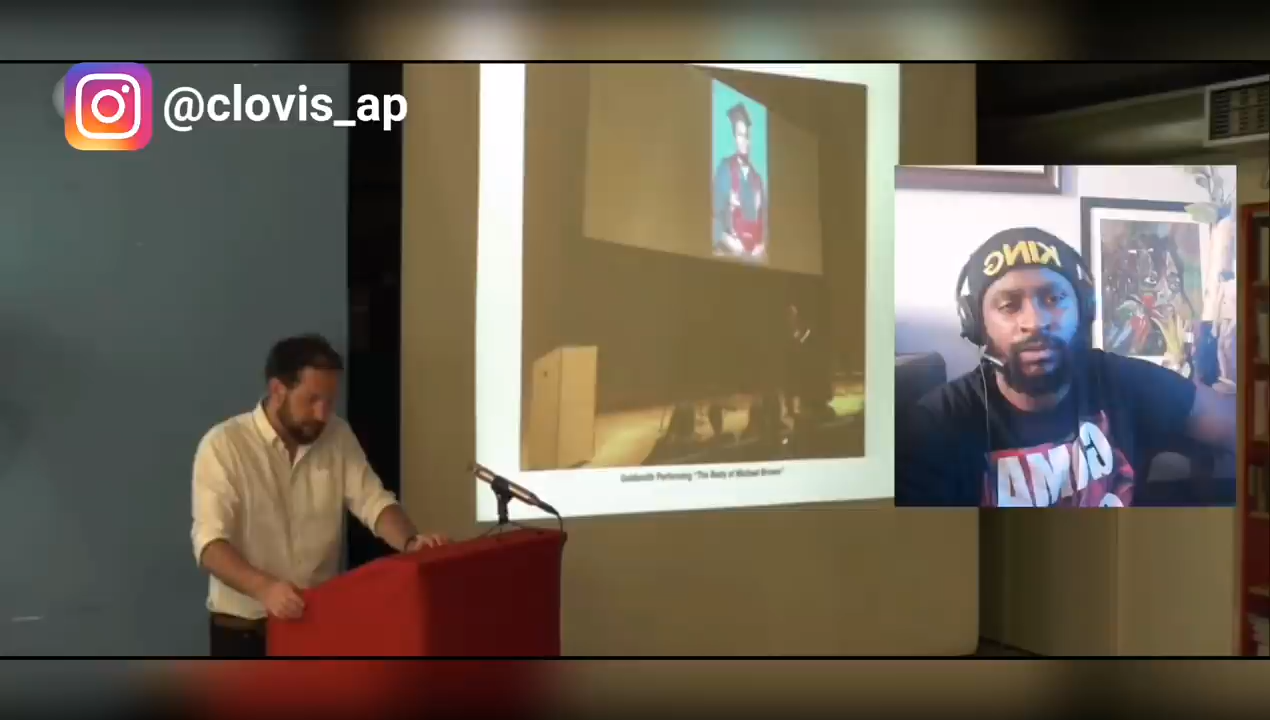 @clovis_ap
KING
Goldsmith Performing "The Body of Michael Brown"